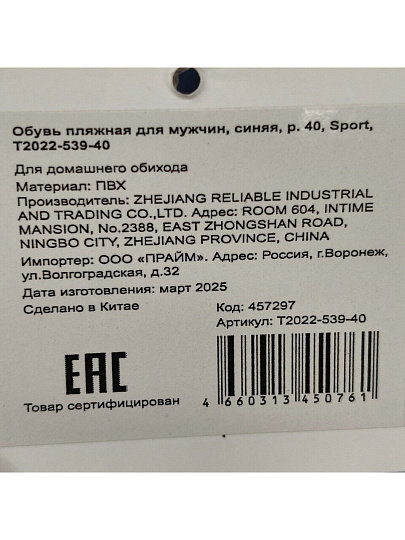 Обувь пляжная для мужчин, синяя, р. 40, Sport,
T2022-539-40
Для домашнего обихода
Материал: ПВХ
Производитель: ZHEJIANG RELIABLE INDUSTRIAL
AND TRADING CO.,LTD. Адрес: ROOM 604, INTIME
MANSION, No.2388, EAST ZHONGSHAN ROAD,
NINGBO CITY, ZHEJIANG PROVINCE, CHINA
Импортер: ООО «ПРАЙМ». Адрес: Россия, г.Воронеж,
ул.Волгоградская, д.32
Дата изготовления: март 2025
Сделано в Китае
Код: 457297
Артикул: T2022-539-40
EAC
Товар сертифицирован
4 660313 450761